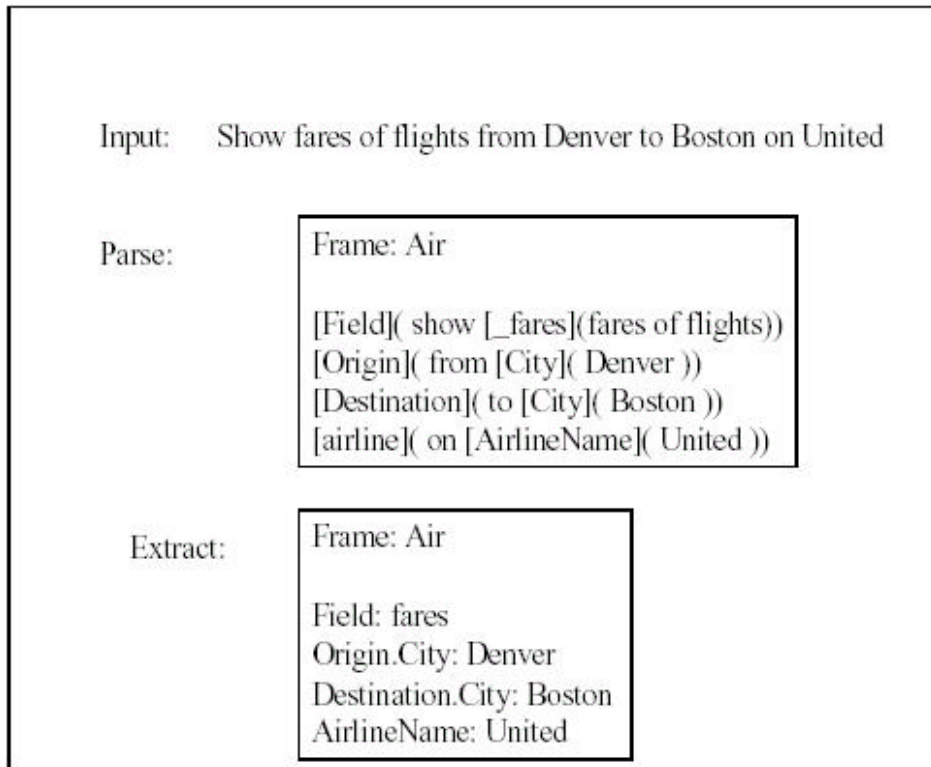 Input: Show fares of flights from Denver to Boston on United
Parse:
Frame: Air
[Field]( show [_fares](fares of flights))
[Origin]( from [City]( Denver ))
[Destination]( to [City]( Boston ))
[airline]( on [AirlineName]( United ))
Extract:
Frame: Air
Field: fares
Origin.City: Denver
Destination.City: Boston
AirlineName: United